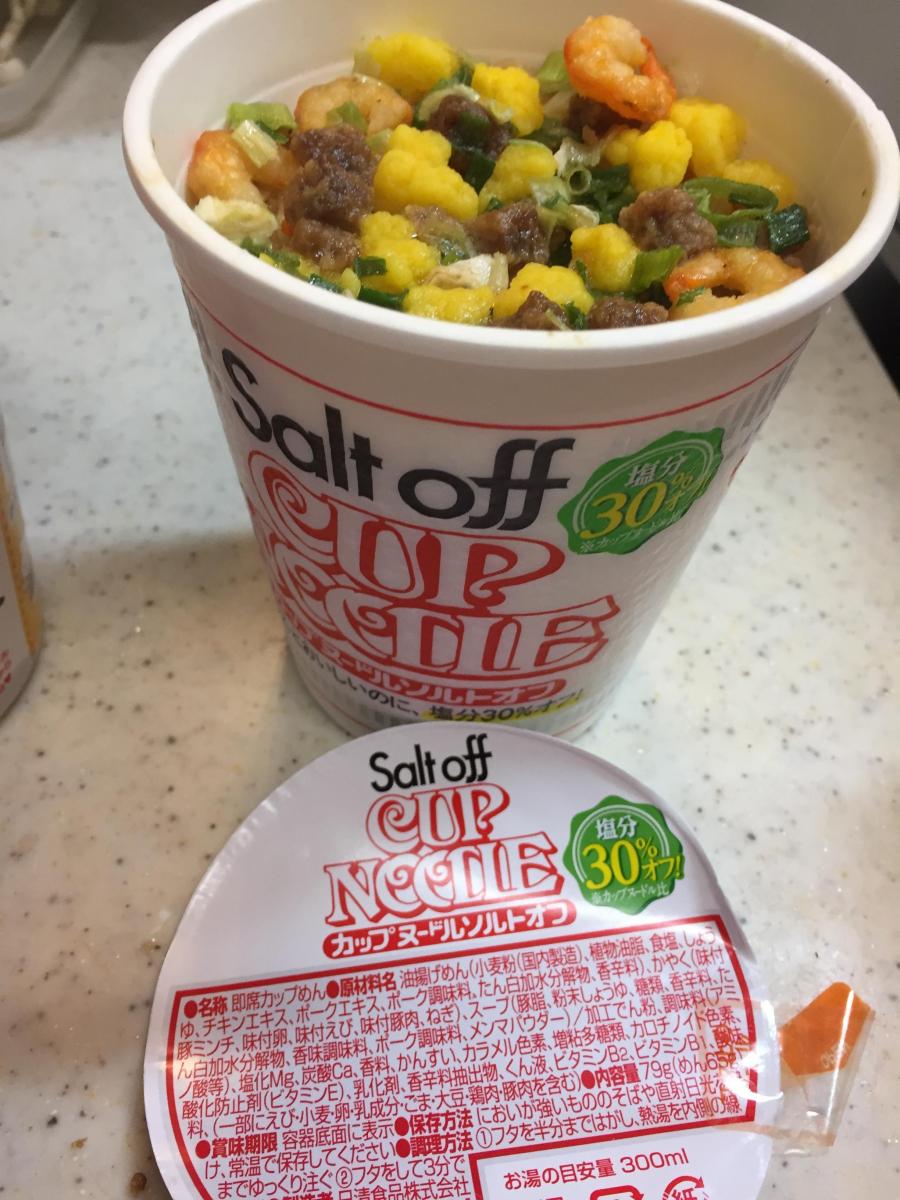 Salt off
塩分
30%オフ!
※カップヌードル比
CUP
NOODLE
ヌードルソルトオフ
おいしいのに、塩分30%オフ!
Salt off
CUP
NOODLE
塩分
30%オフ!
※カップヌードル比
カップヌードルソルトオフ
●名称 即席カップめん●原材料名 油揚げめん(小麦粉(国内製造)、植物油脂、食塩、しょう
ゆ、チキンエキス、ポークエキス、ポーク調味料、たん白加水分解物、香辛料)、かやく(味付
豚ミンチ、味付卵、味付えび、味付豚肉、ねぎ)、スープ(豚脂、粉末しょうゆ、糖類、香辛料、た
ん白加水分解物、香味調味料、ポーク調味料、メンマパウダー)/加工でん粉、調味料(アミ
ノ酸等)、塩化Mg、炭酸Ca、香料、かんすい、カラメル色素、増粘多糖類、カロチノイド色素、
酸化防止剤(ビタミンE)、乳化剤、香辛料抽出物、くん液、ビタミンB2、ビタミンB1、
料、(一部にえび・小麦・卵・乳成分・ごま・大豆・鶏肉・豚肉を含む)●内容量 79g(めん
●賞味期限 容器底面に表示●保存方法 においが強いもののそばや直射日光を
け、常温で保存してください●調理方法 ①フタを半分まではがし、熱湯を内側の線
までゆっくり注ぐ ②フタをして3分で
日清食品株式会社
お湯の目安量 300ml
紙